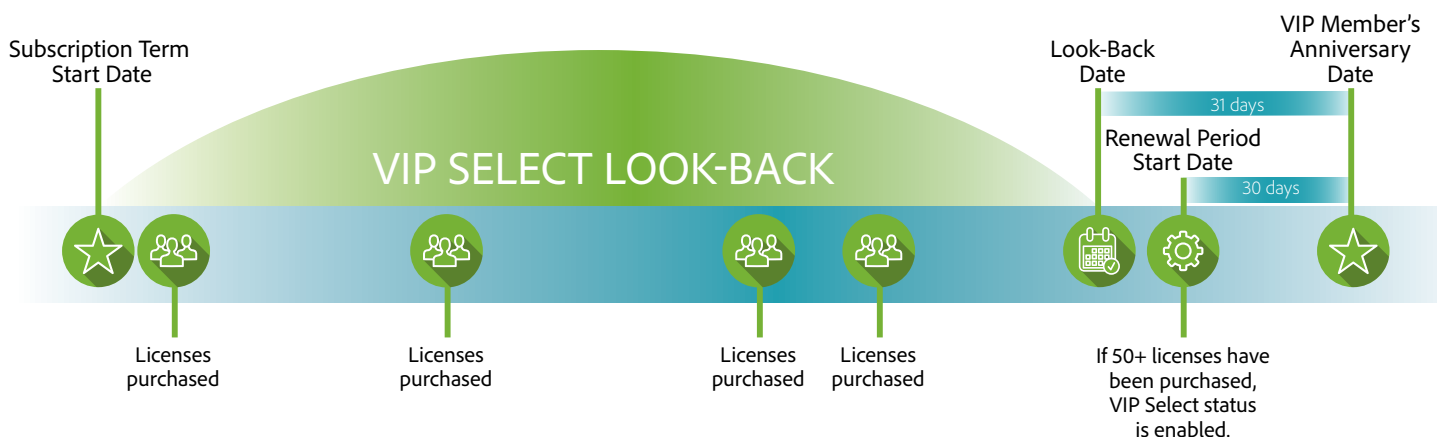 Subscription Term
Start Date
VIP SELECT LOOK-BACK
Look-Back
Date
VIP Member's
Anniversary
Date
31 days
Renewal Period
Start Date
30 days
Licenses
purchased
Licenses
purchased
Licenses
purchased
Licenses
purchased
If 50+ licenses have
been purchased,
VIP Select status
is enabled.